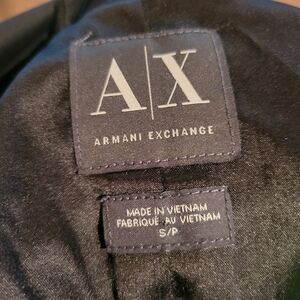 A|X
ARMANI EXCHANGE
MADE IN VIETNAM
FABRIQUÉ AU VIETNAM
S/P